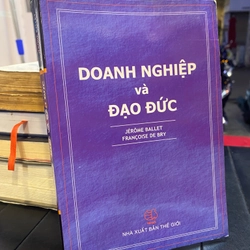 DOANH NGHIỆP
và
ĐẠO ĐỨC
JÉRÔME BALLET
FRANÇOISE DE BRY
NHÀ XUẤT BẢN THẾ GIỚI